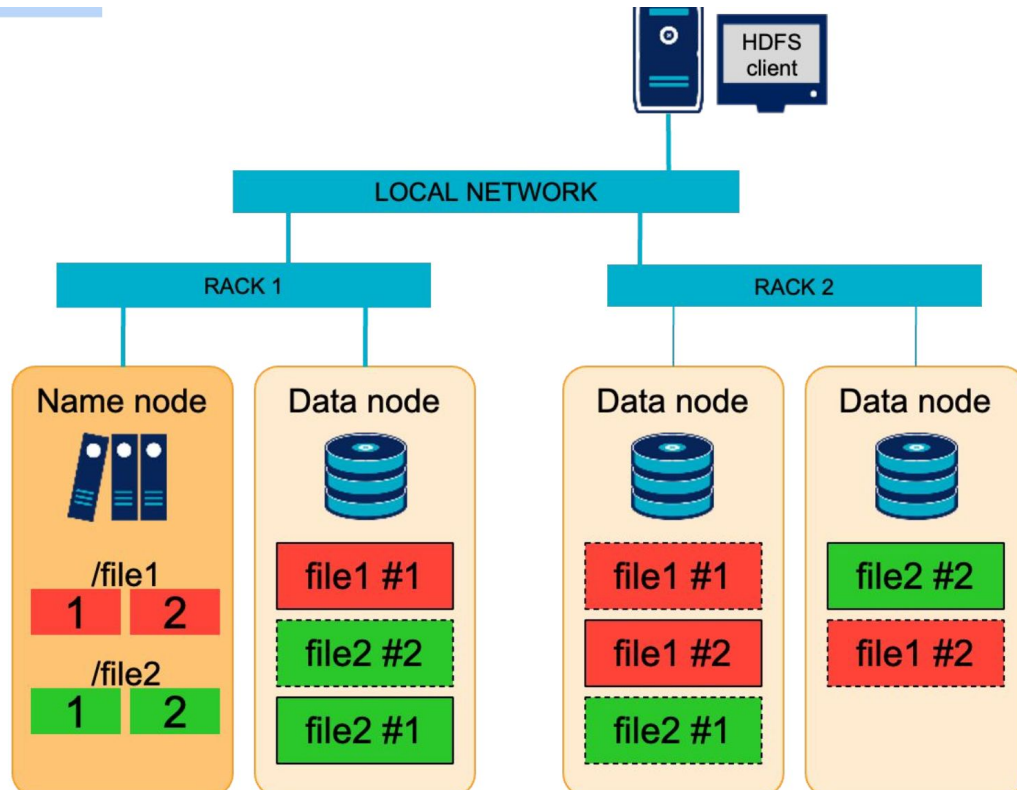 HDFS
client
LOCAL NETWORK
RACK 1
RACK 2
Name node
/file1
1 2
/file2
1 2
Data node
file1 #1
file2 #2
file2 #1
Data node
file1 #1
file1 #2
file2 #1
Data node
file2 #2
file1 #2